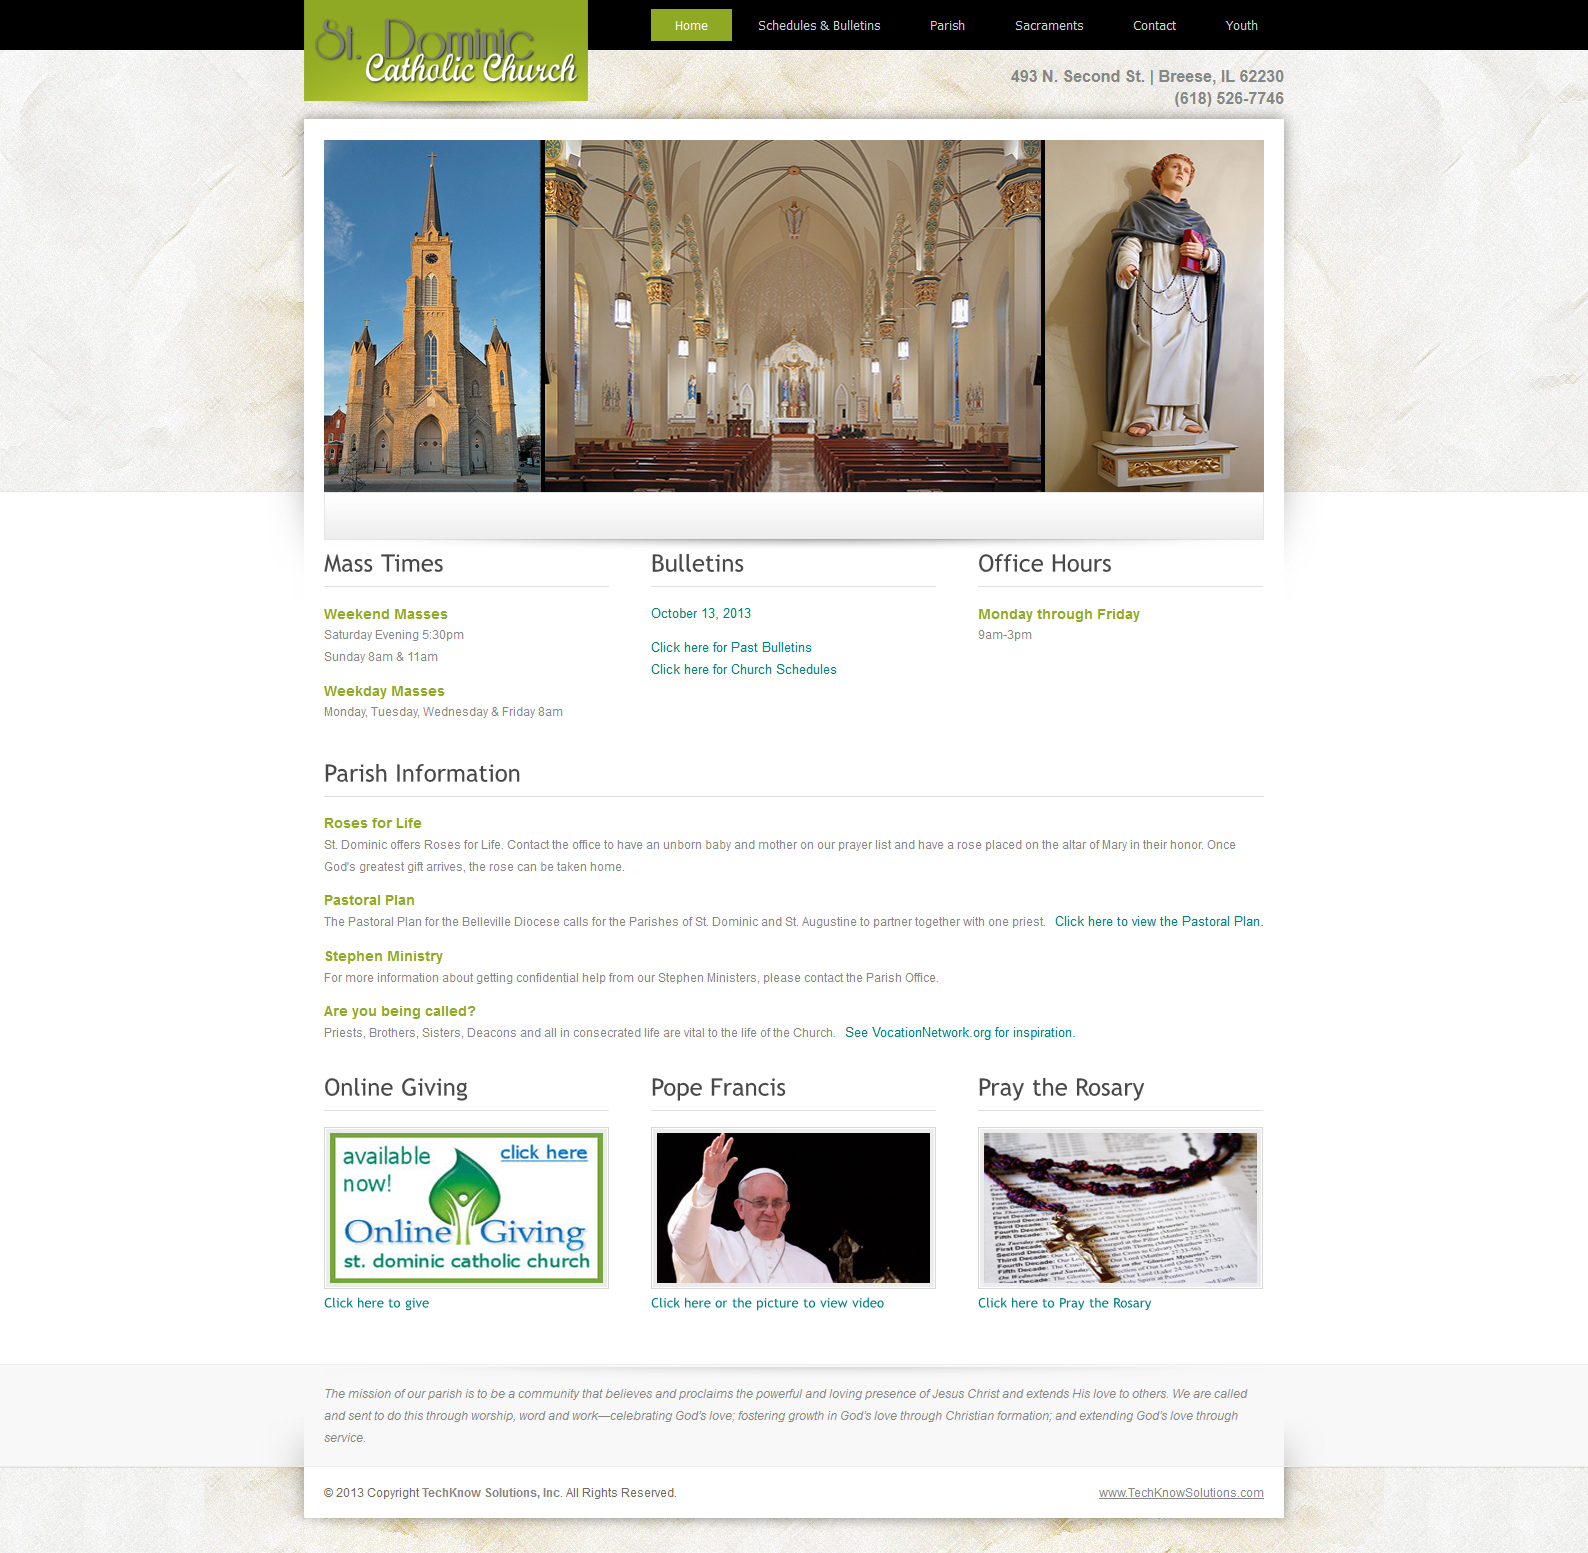 St. Dominic
Catholic Church
Home
Schedules & Bulletins
Parish
Sacraments
Contact
Youth
493 N. Second St. | Breese, IL 62230
(618) 526-7746
Mass Times
Weekend Masses
Saturday Evening 5:30pm
Sunday 8am & 11am
Weekday Masses
Monday, Tuesday, Wednesday & Friday 8am
Bulletins
October 13, 2013
Click here for Past Bulletins
Click here for Church Schedules
Office Hours
Monday through Friday
9am-3pm
Parish Information
Roses for Life
St. Dominic offers Roses for Life. Contact the office to have an unborn baby and mother on our prayer list and have a rose placed on the altar of Mary in their honor. Once
God's greatest gift arrives, the rose can be taken home.
Pastoral Plan
The Pastoral Plan for the Belleville Diocese calls for the Parishes of St. Dominic and St. Augustine to partner together with one priest. Click here to view the Pastoral Plan.
Stephen Ministry
For more information about getting confidential help from our Stephen Ministers, please contact the Parish Office.
Are you being called?
Priests, Brothers, Sisters, Deacons and all in consecrated life are vital to the life of the Church. See VocationNetwork.org for inspiration.
Online Giving
available
now!
click here
Online Giving
st. dominic catholic church
Click here to give
Pope Francis
Click here or the picture to view video
Pray the Rosary
Click here to Pray the Rosary
The mission of our parish is to be a community that believes and proclaims the powerful and loving presence of Jesus Christ and extends His love to others. We are called
and sent to do this through worship, word and work—celebrating God's love; fostering growth in God's love through Christian formation; and extending God's love through
service.
© 2013 Copyright TechKnow Solutions, Inc. All Rights Reserved.
www.TechKnowSolutions.com